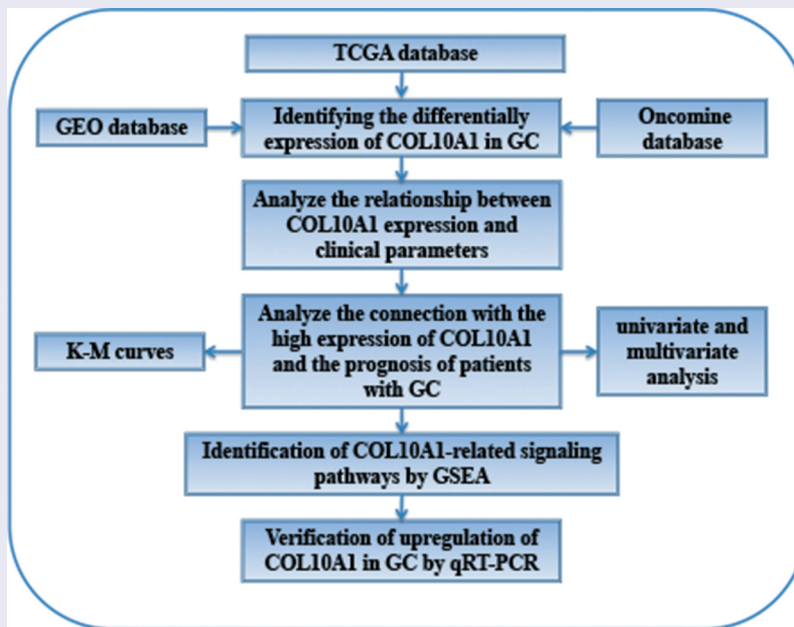 TCGA database
GEO database
Identifying the differentially
expression of COL10A1 in GC
Oncomine
database
Analyze the relationship between
COL10A1 expression and
clinical parameters
K-M curves
Analyze the connection with the
high expression of COL10A1
and the prognosis of patients
with GC
univariate and
multivariate
analysis
Identification of COL10A1-related signaling
pathways by GSEA
Verification of upregulation of
COL10A1 in GC by qRT-PCR